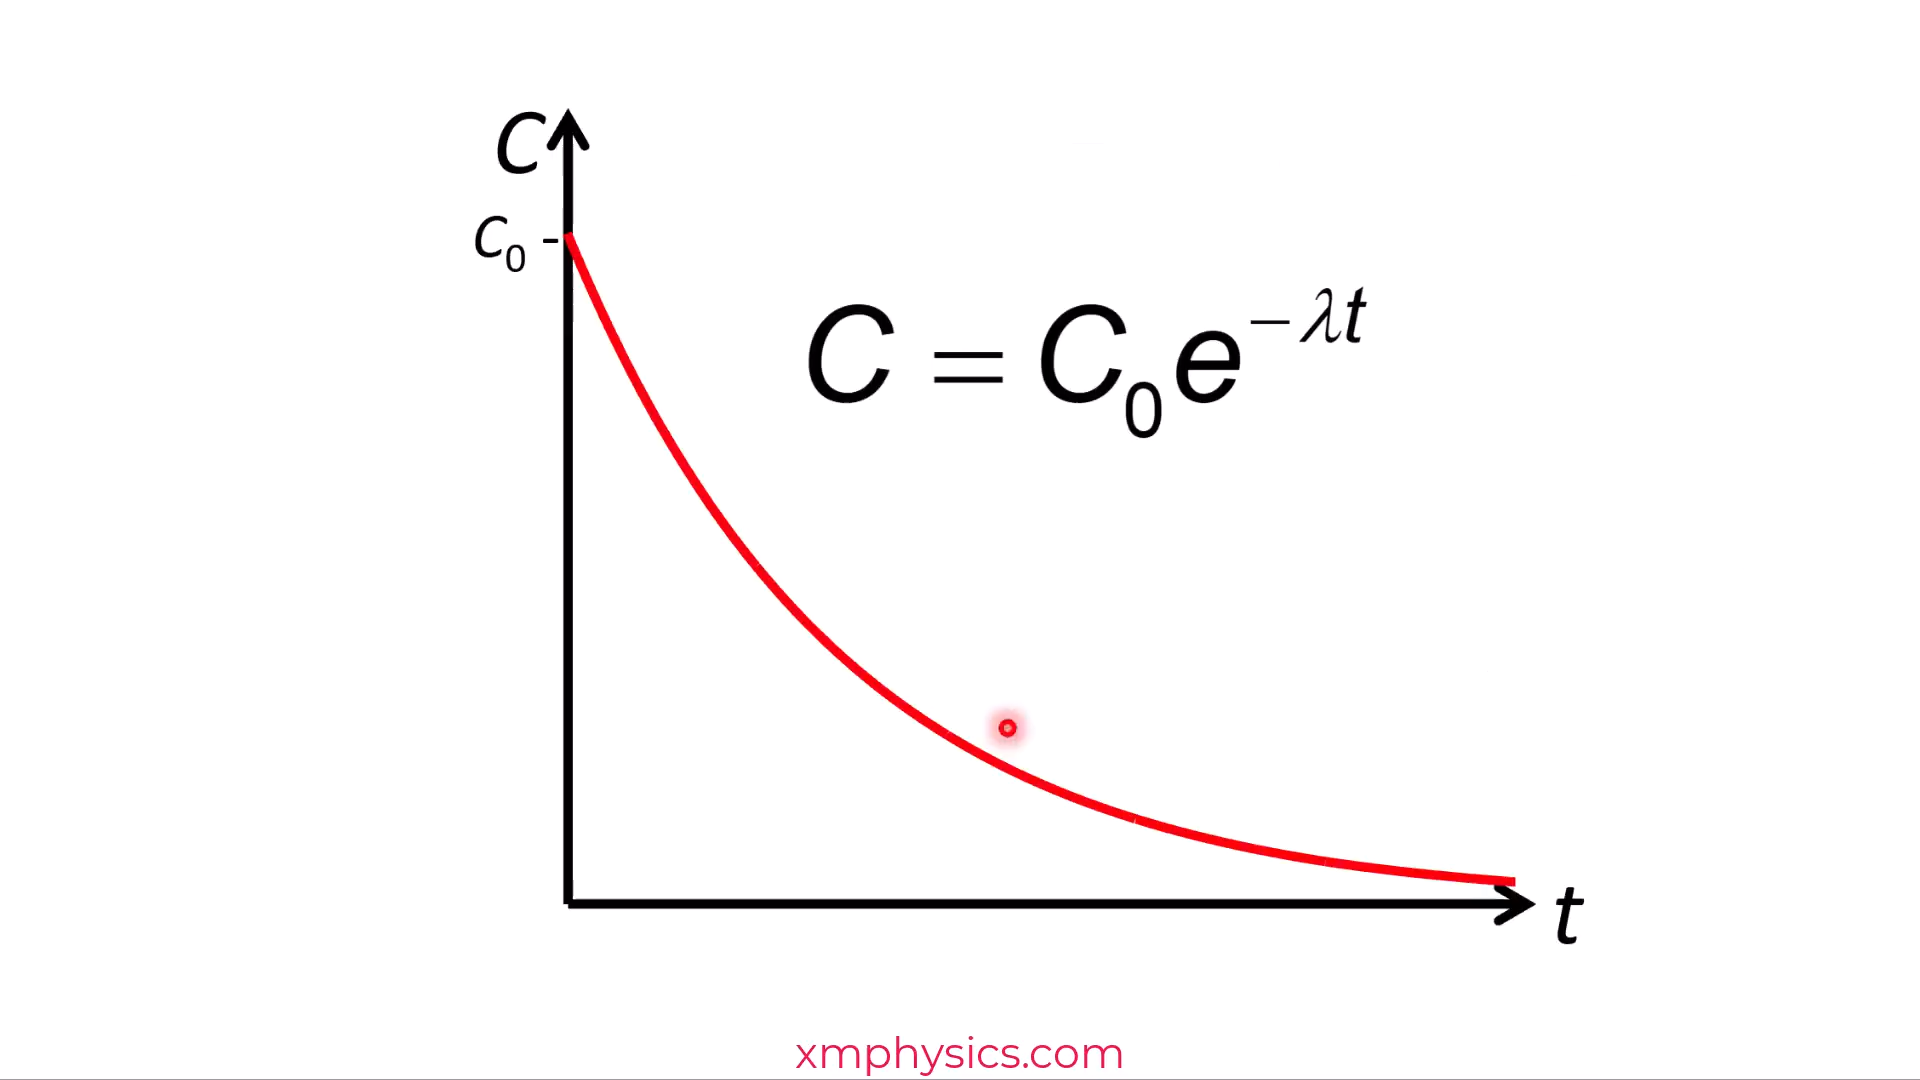 C
C₀ -
C = C₀e^{-λt}
t
xmphysics.com